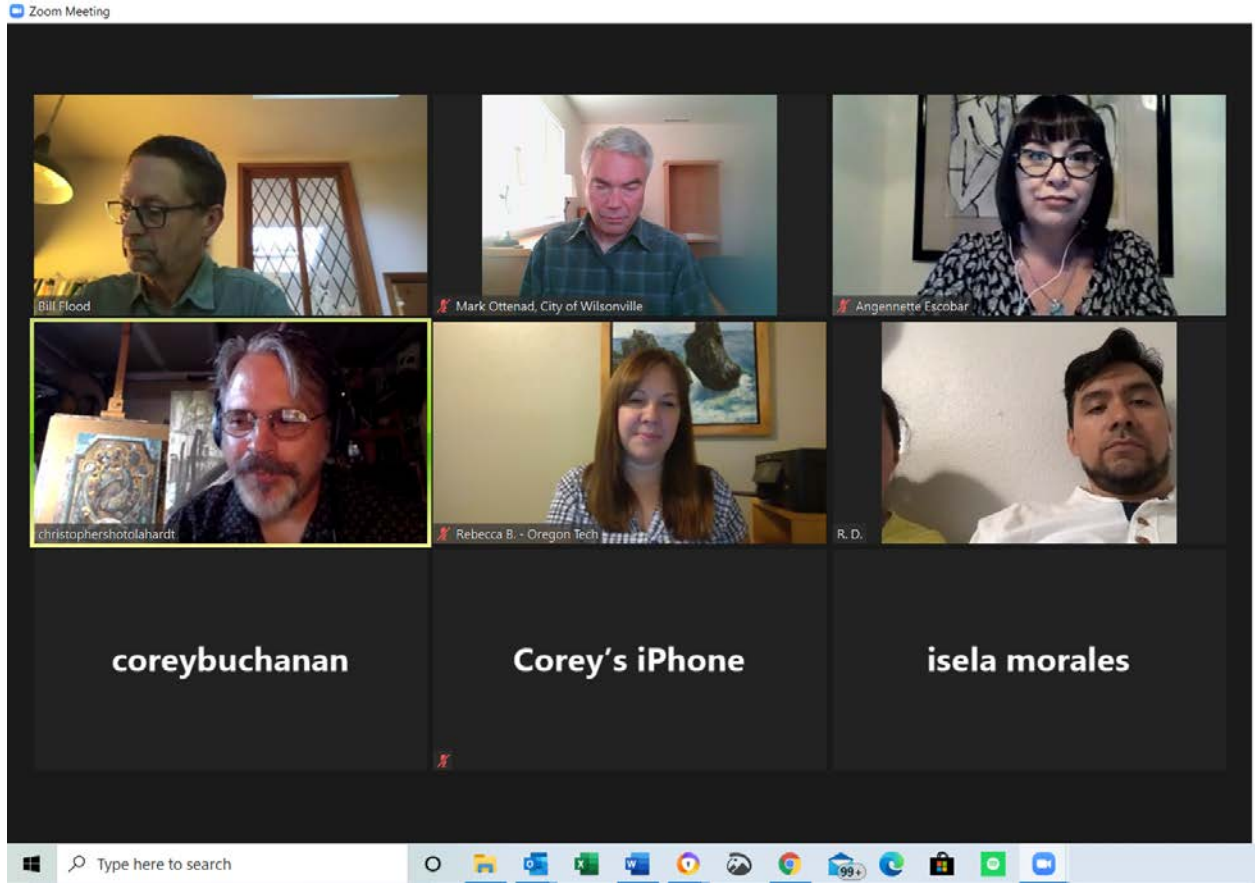 Zoom Meeting
Bill Flood
Mark Ottenad, City of Wilsonville
Angennette Escobar
christophershotolahardt
Rebecca B. - Oregon Tech
R. D.
coreybuchanan
Corey's iPhone
isela morales
Type here to search
99+